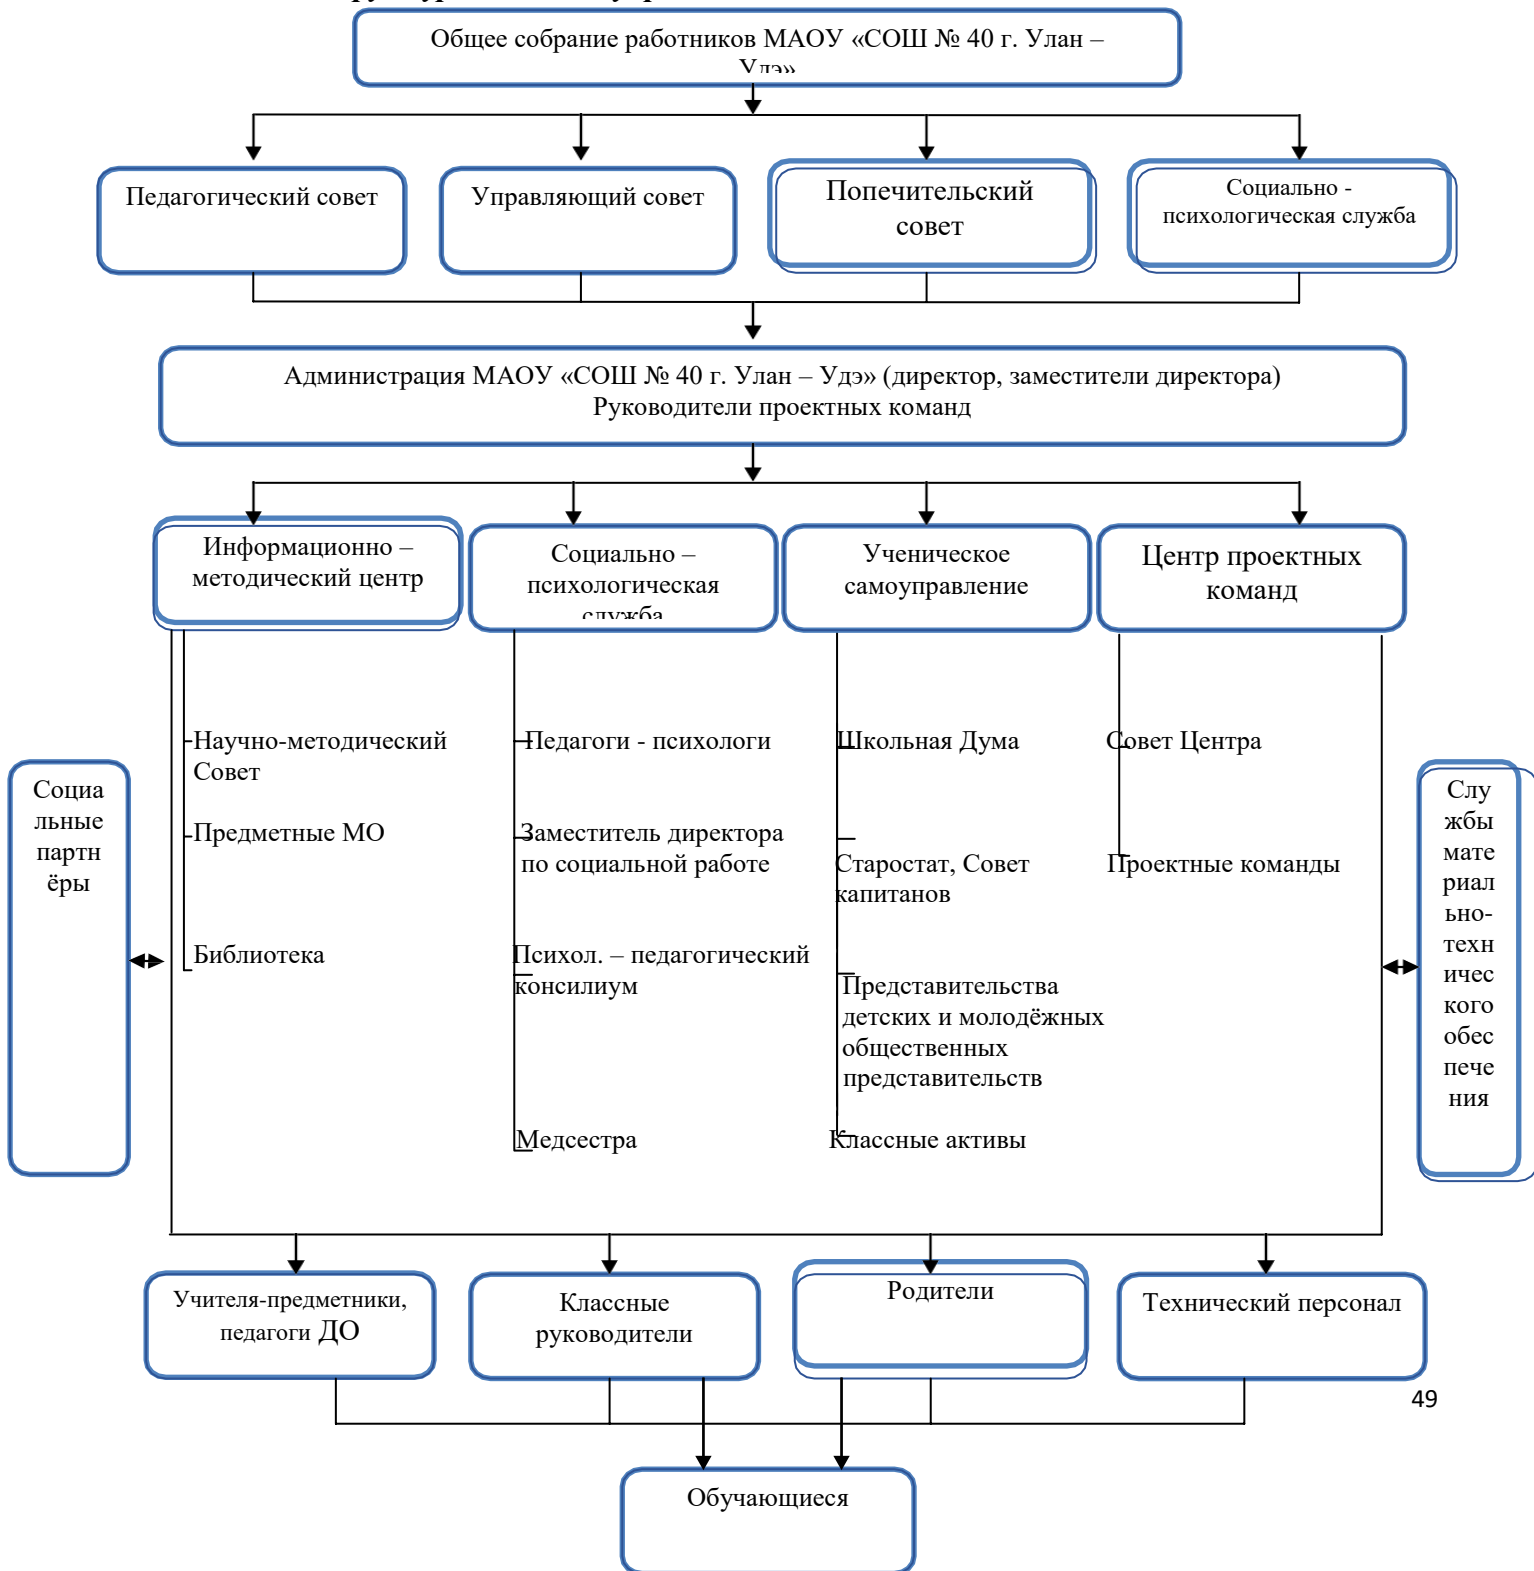 Общее собрание работников МАОУ «СОШ № 40 г. Улан –
Удэ»
Педагогический совет
Управляющий совет
Попечительский
совет
Социально -
психологическая служба
Администрация МАОУ «СОШ № 40 г. Улан – Удэ» (директор, заместители директора)
Руководители проектных команд
Информационно –
методический центр
Социально –
психологическая
служба
Ученическое
самоуправление
Центр проектных
команд
Научно-методический
Совет
Предметные МО
Библиотека
Педагоги - психологи
Заместитель директора
по социальной работе
Психол. – педагогический
консилиум
Медсестра
Школьная Дума
Старостат, Совет
капитанов
Представительства
детских и молодёжных
общественных
представительств
Классные активы
Совет Центра
Проектные команды
Социа
льные
партн
ёры
Слу
жбы
мате
риал
ьно-
техн
ичес
кого
обес
пече
ния
Учителя-предметники,
педагоги ДО
Классные
руководители
Родители
Технический персонал
49
Обучающиеся